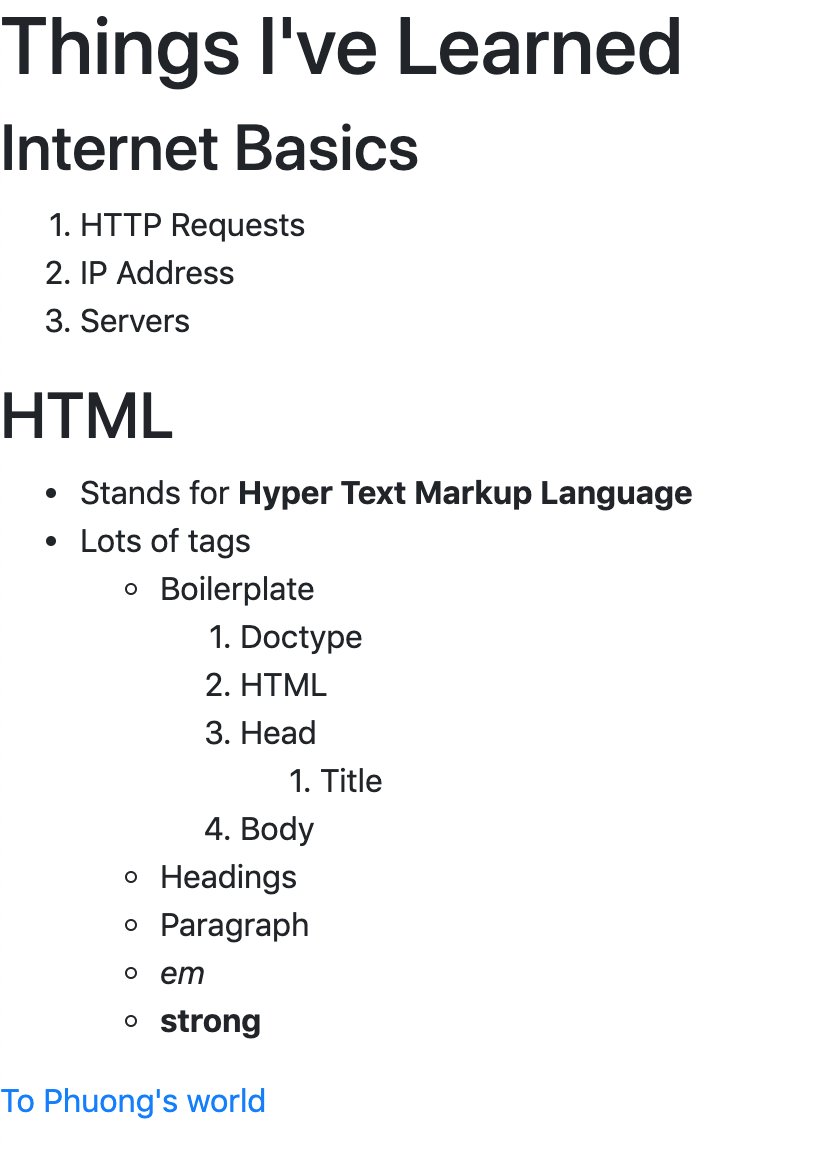 Things I've Learned
Internet Basics
1. HTTP Requests
2. IP Address
3. Servers
HTML
• Stands for Hyper Text Markup Language
• Lots of tags
◦ Boilerplate
1. Doctype
2. HTML
3. Head
1. Title
4. Body
◦ Headings
◦ Paragraph
◦ em
◦ strong
To Phuong's world